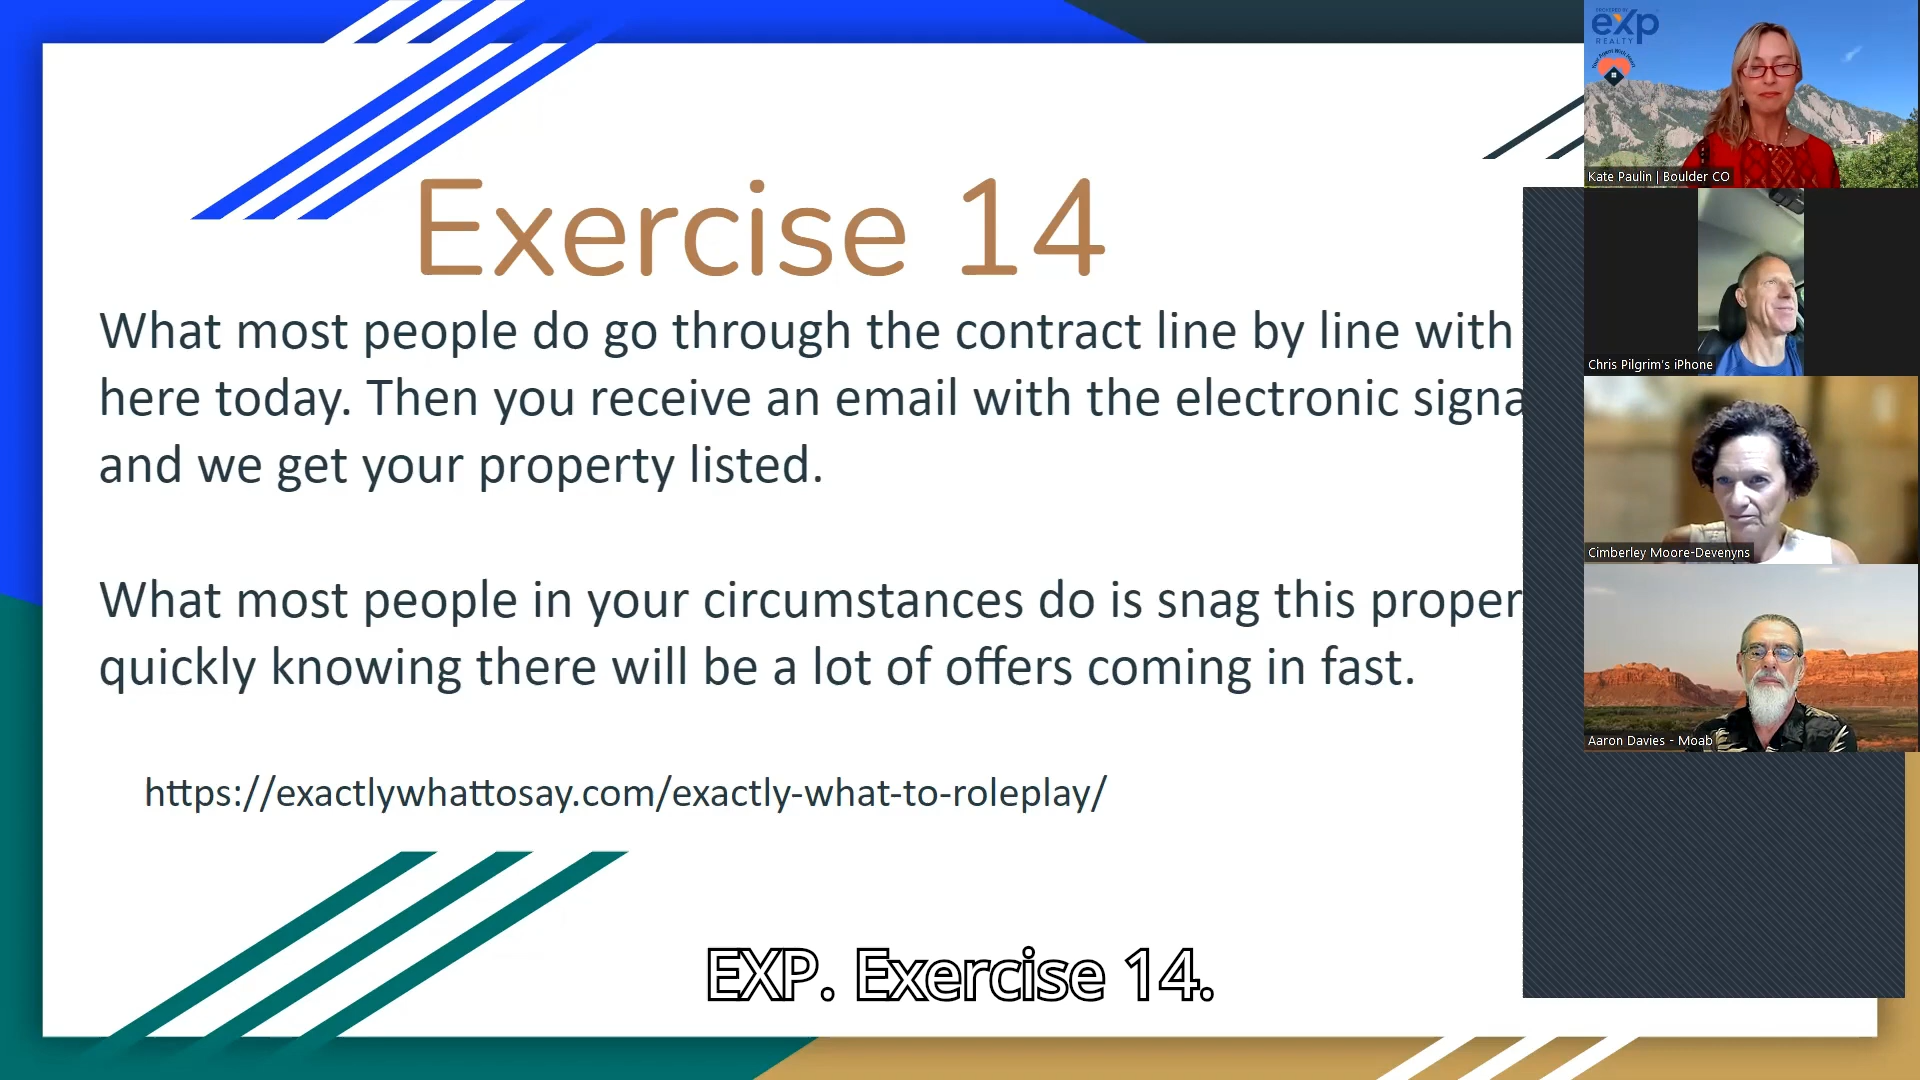 Exercise 14
What most people do go through the contract line by line with
here today. Then you receive an email with the electronic signa
and we get your property listed.
What most people in your circumstances do is snag this proper
quickly knowing there will be a lot of offers coming in fast.
https://exactlywhattosay.com/exactly-what-to-roleplay/
EXP. Exercise 14.
eXp
REALTY
Kate Paulin | Boulder CO
Chris Pilgrim's iPhone
Cimberley Moore-Devenyns
Aaron Davies - Moab